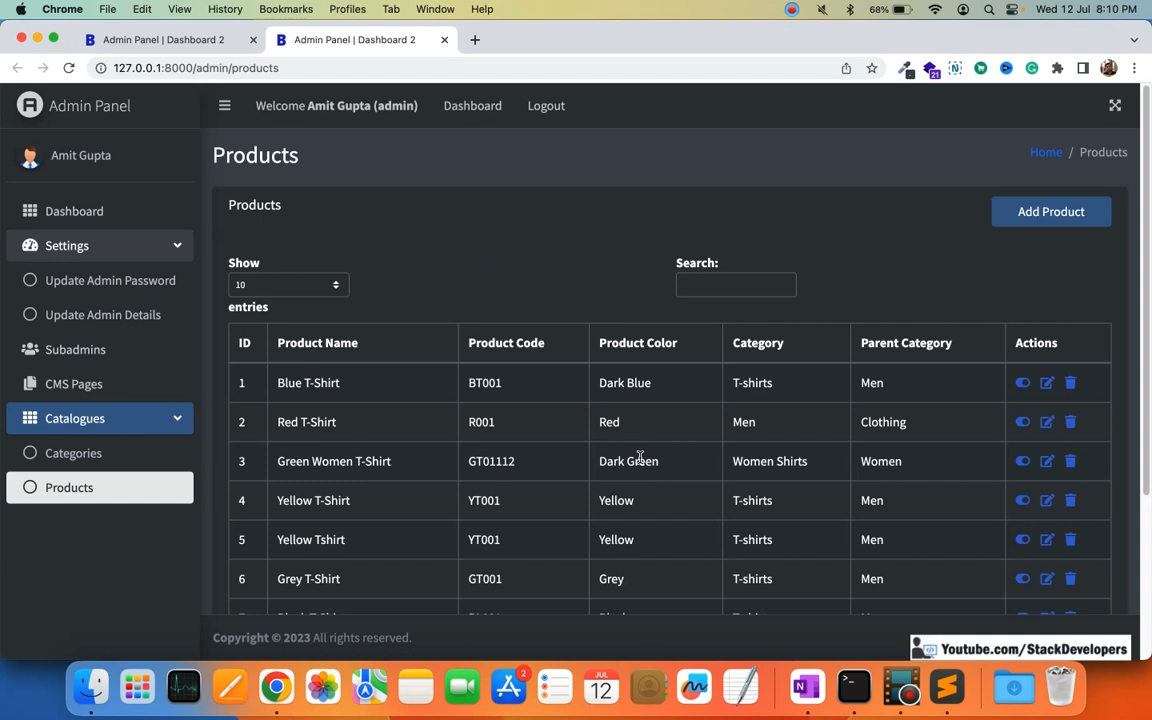 Chrome File Edit View History Bookmarks Profiles Tab Window Help 68% Wed 12 Jul 8:10 PM
Admin Panel | Dashboard 2 Admin Panel | Dashboard 2
127.0.0.1:8000/admin/products 21
Admin Panel Welcome Amit Gupta (admin) Dashboard Logout
Amit Gupta
Products Home / Products
Products Add Product
Dashboard
Settings
Update Admin Password
Update Admin Details
Subadmins
CMS Pages
Catalogues
Categories
Products
Show Search:
10
entries
ID Product Name Product Code Product Color Category Parent Category Actions
1 Blue T-Shirt BT001 Dark Blue T-shirts Men
2 Red T-Shirt R001 Red Men Clothing
3 Green Women T-Shirt GT01112 Dark Green Women Shirts Women
4 Yellow T-Shirt YT001 Yellow T-shirts Men
5 Yellow Tshirt YT001 Yellow T-shirts Men
6 Grey T-Shirt GT001 Grey T-shirts Men
Copyright © 2023 All rights reserved.
Youtube.com/StackDevelopers
2
JUL
12